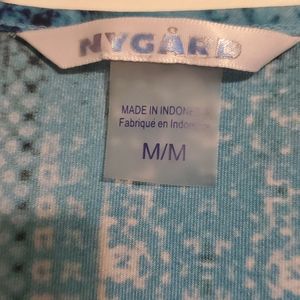 NYGÅRD
MADE IN INDONESIA
Fabriqué en Indonésie
M/M